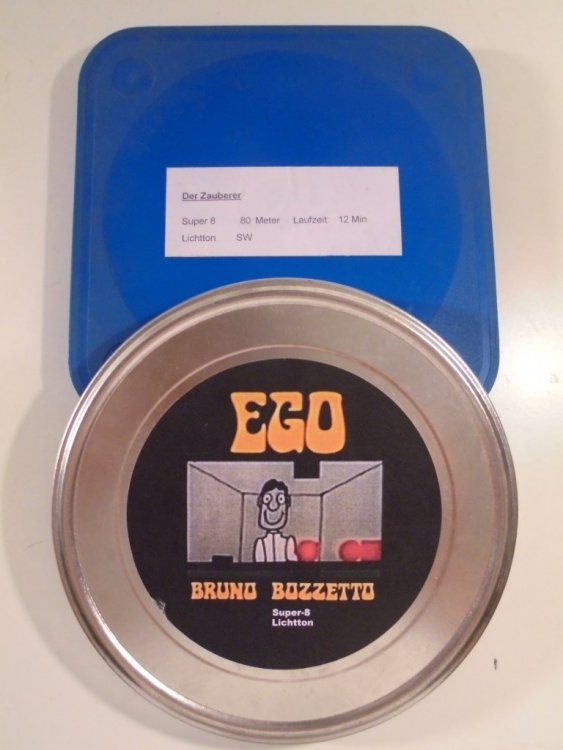 Der Zauberer
Super 8 80 Meter Laufzeit 12 Min
Lichtton SW
EGO
BRUNO BOZZETTO
Super-8
Lichtton